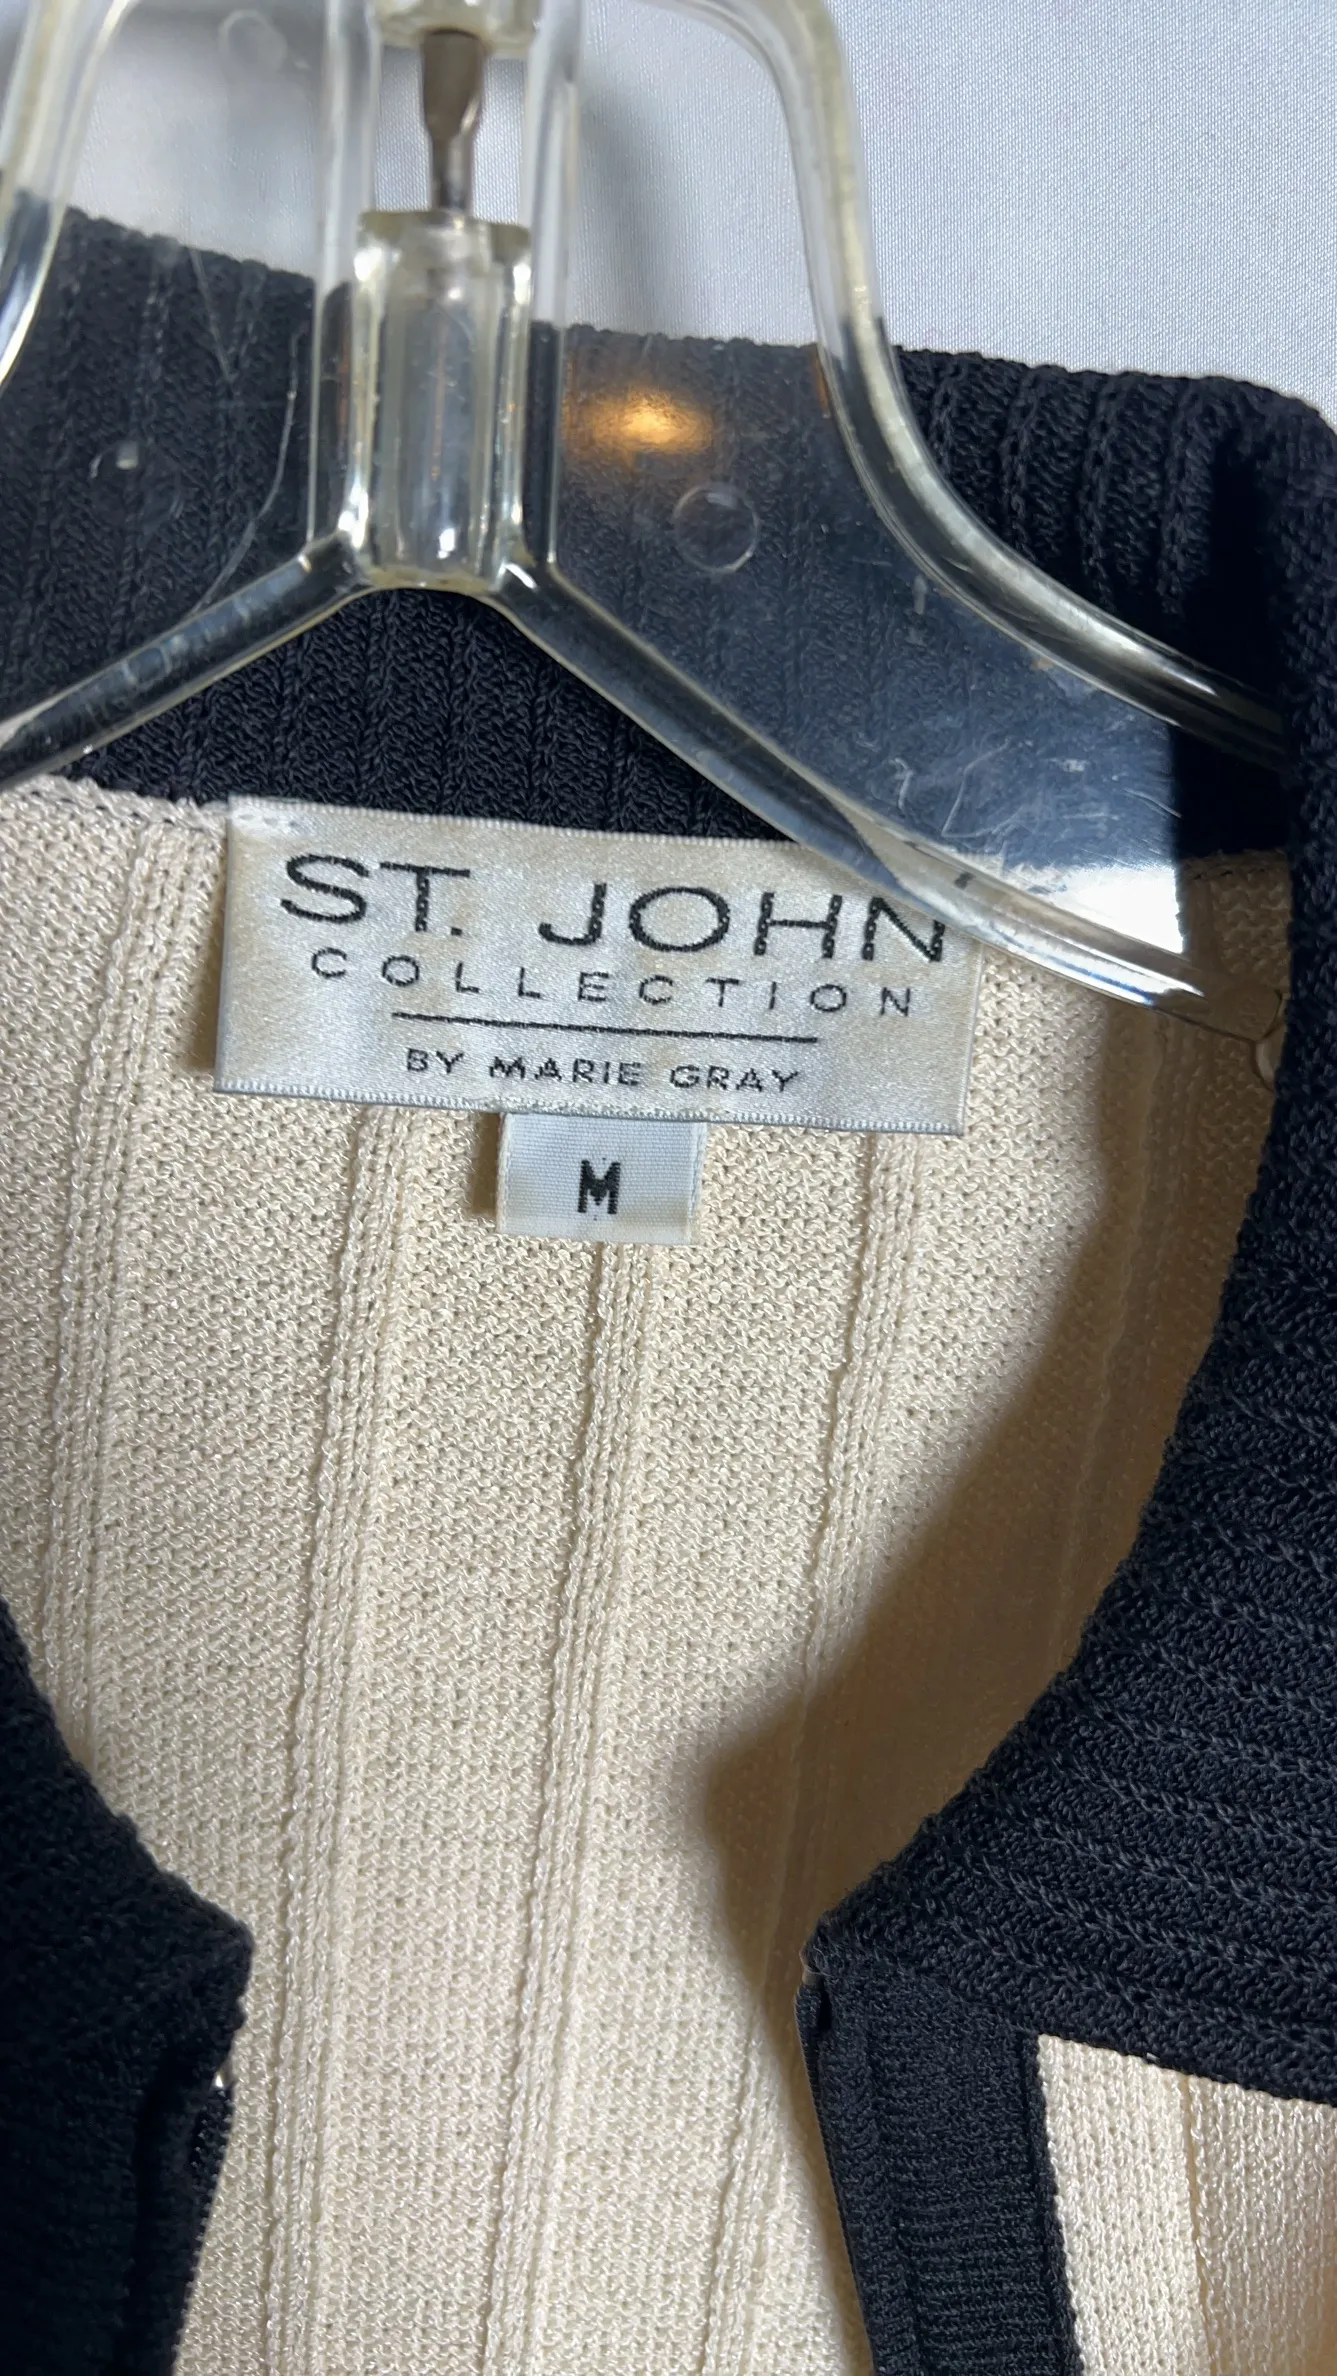 ST. JOHN
COLLECTION
BY MARIE GRAY
M